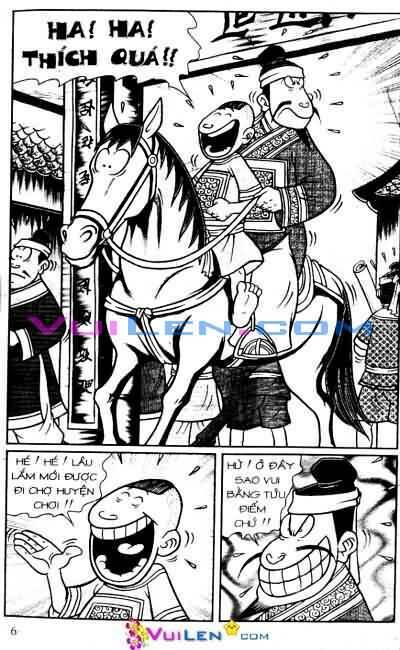 HA! HA!
THÍCH QUÁ!!
VUILEN.COM
HÉ! HÉ! LÂU
LẮM MỚI ĐƯỢC
ĐI CHỢ HUYỆN
CHƠI!
HỪ! Ở ĐÂY
SAO VUI
BẰNG TỬU
ĐIẾM
CHỨ!
6
VUILEN.COM